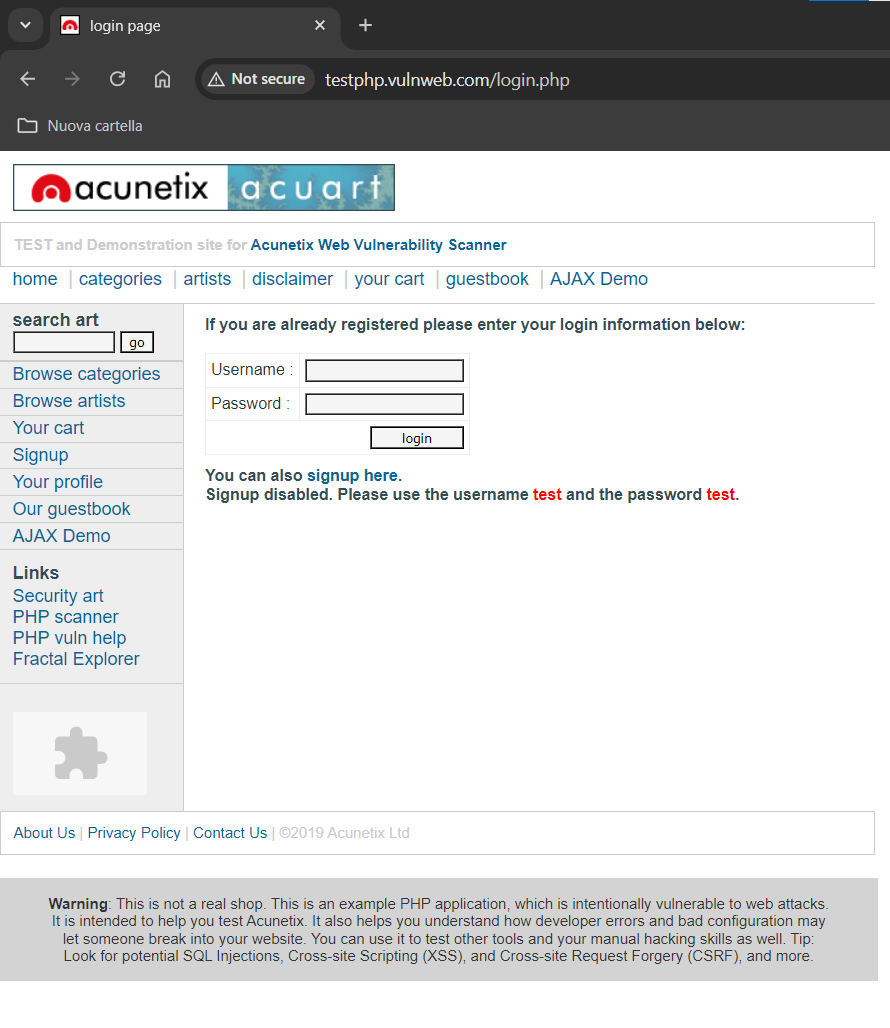 login page
Not secure
testphp.vulnweb.com/login.php
Nuova cartella
acunetix acuart
TEST and Demonstration site for Acunetix Web Vulnerability Scanner
home | categories | artists | disclaimer | your cart | guestbook | AJAX Demo
search art
go
Browse categories
Browse artists
Your cart
Signup
Your profile
Our guestbook
AJAX Demo
Links
Security art
PHP scanner
PHP vuln help
Fractal Explorer
If you are already registered please enter your login information below:
Username :
Password :
login
You can also signup here.
Signup disabled. Please use the username test and the password test.
About Us | Privacy Policy | Contact Us | ©2019 Acunetix Ltd
Warning: This is not a real shop. This is an example PHP application, which is intentionally vulnerable to web attacks.
It is intended to help you test Acunetix. It also helps you understand how developer errors and bad configuration may
let someone break into your website. You can use it to test other tools and your manual hacking skills as well. Tip:
Look for potential SQL Injections, Cross-site Scripting (XSS), and Cross-site Request Forgery (CSRF), and more.